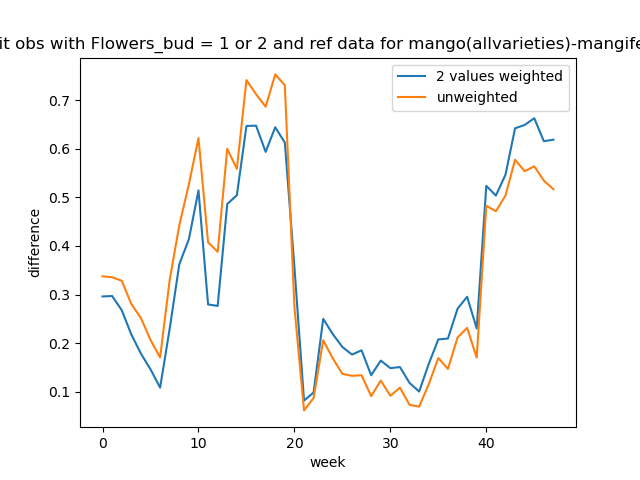 it obs with Flowers_bud = 1 or 2 and ref data for mango(allvarieties)-mangife
2 values weighted
unweighted
0.7
0.6
0.5
0.4
0.3
0.2
0.1
difference
0 10 20 30 40
week